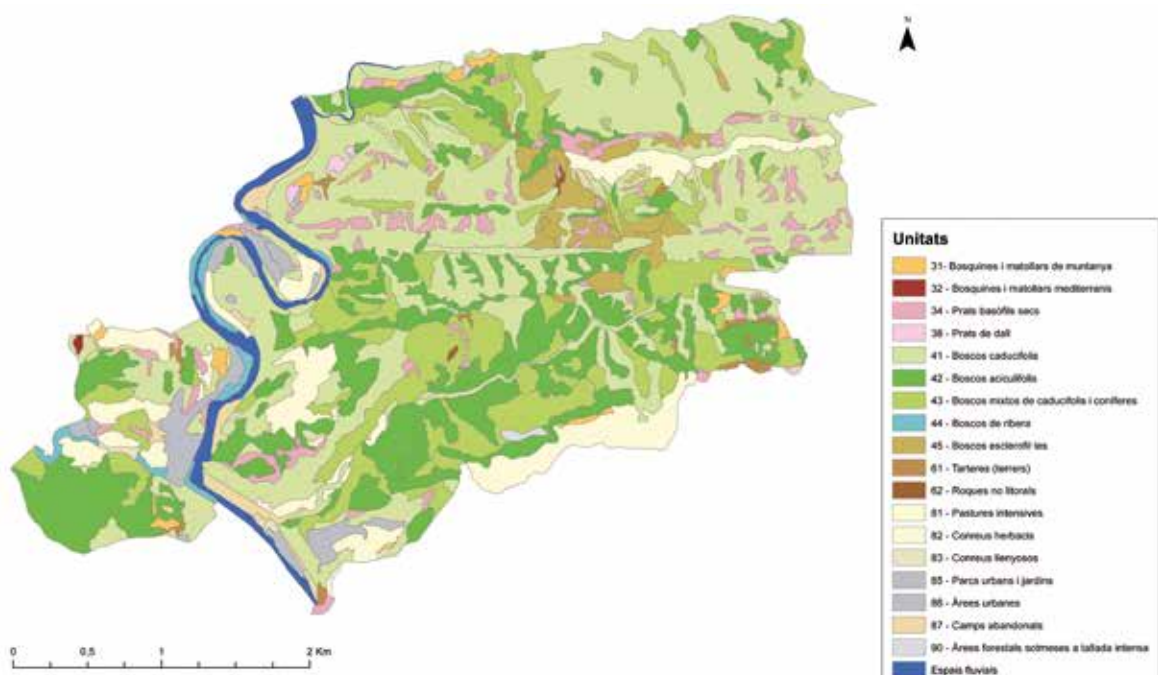 N
Unitats
31- Bosquines i matollars de muntanya
32 - Bosquines i matollars mediterranis
34 - Prats basòfils secs
38 - Prats de dall
41 - Boscos caducifolis
42 - Boscos aciculifolis
43 - Boscos mixtos de caducifolis i coníferes
44 - Boscos de ribera
45 - Boscos
61 - Tarteres (terrers)
62 - Roques no litorals
81 - Pastures intensives
82 - Conreus herbacis
83 - Conreus llenyosos
85 - Parcs urbans i jardins
86 - Àrees urbanes
87 - Camps abandonats
90 - Àrees forestals sotmeses a tallada intensa
Espais fluvials
0 0,5 1 2 Km